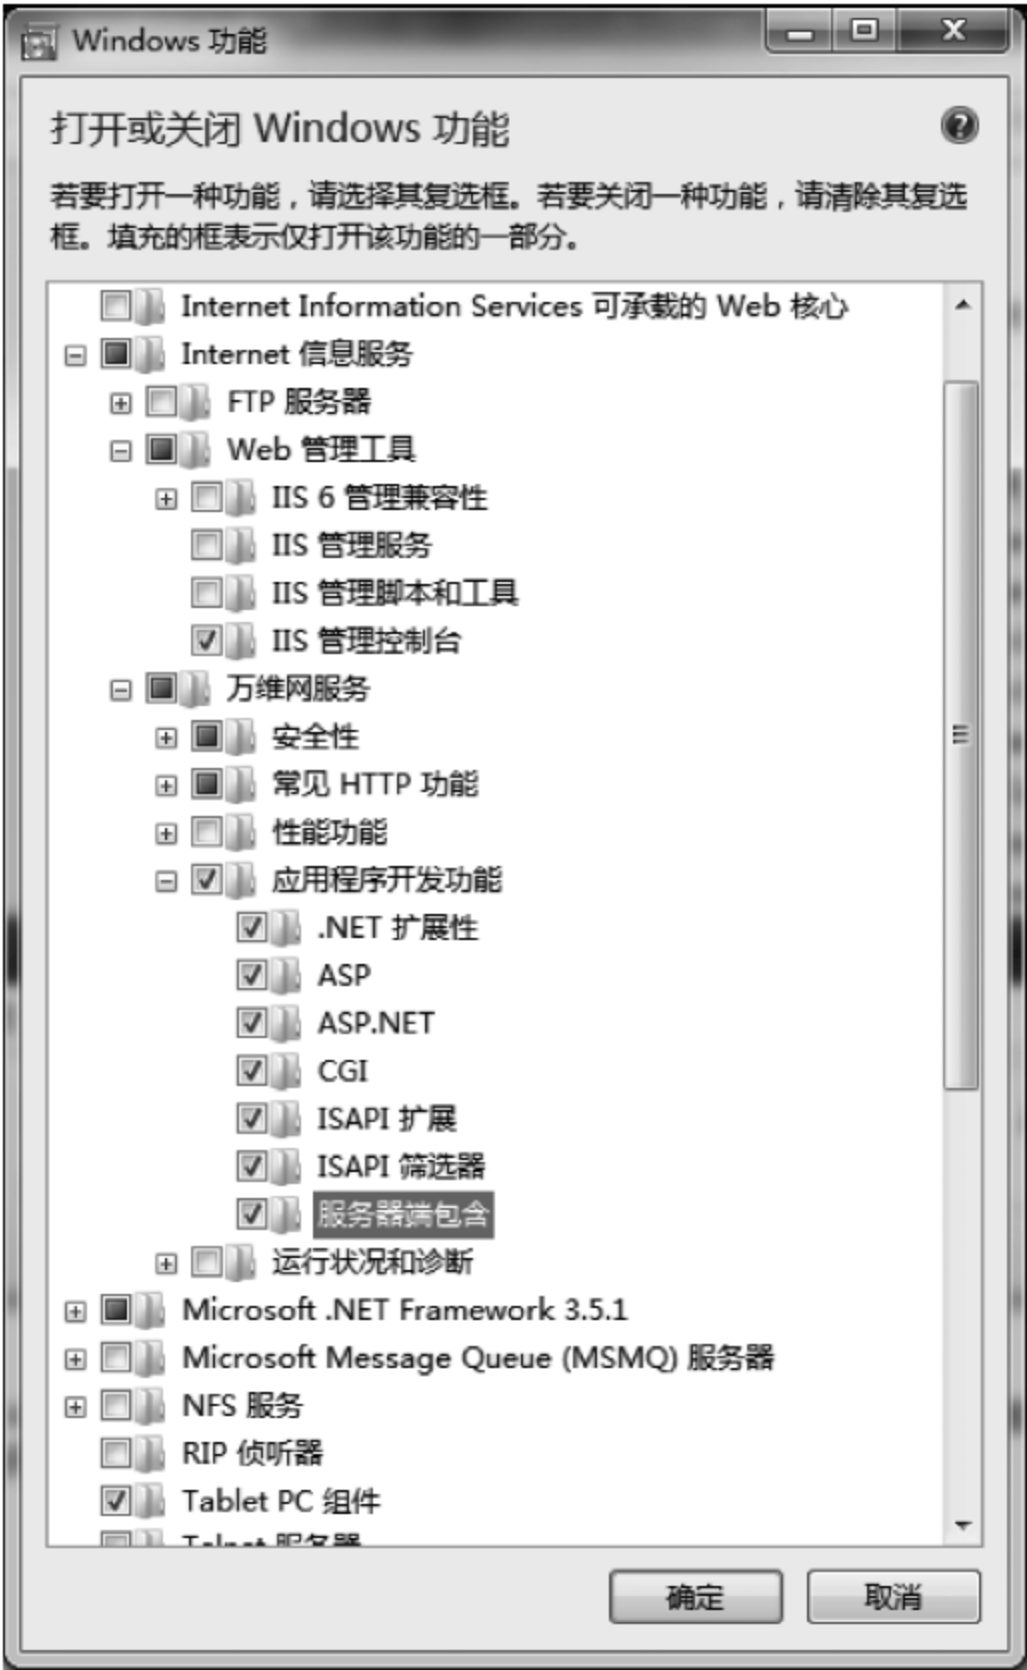 Windows 功能
打开或关闭 Windows 功能
若要打开一种功能，请选择其复选框。若要关闭一种功能，请清除其复选
框。填充的框表示仅打开该功能的一部分。
Internet Information Services 可承载的 Web 核心
Internet 信息服务
FTP 服务器
Web 管理工具
IIS 6 管理兼容性
IIS 管理服务
IIS 管理脚本和工具
IIS 管理控制台
万维网服务
安全性
常见 HTTP 功能
性能功能
应用程序开发功能
.NET 扩展性
ASP
ASP.NET
CGI
ISAPI 扩展
ISAPI 筛选器
服务器端包含
运行状况和诊断
Microsoft .NET Framework 3.5.1
Microsoft Message Queue (MSMQ) 服务器
NFS 服务
RIP 侦听器
Tablet PC 组件
Telnet 服务器
确定
取消